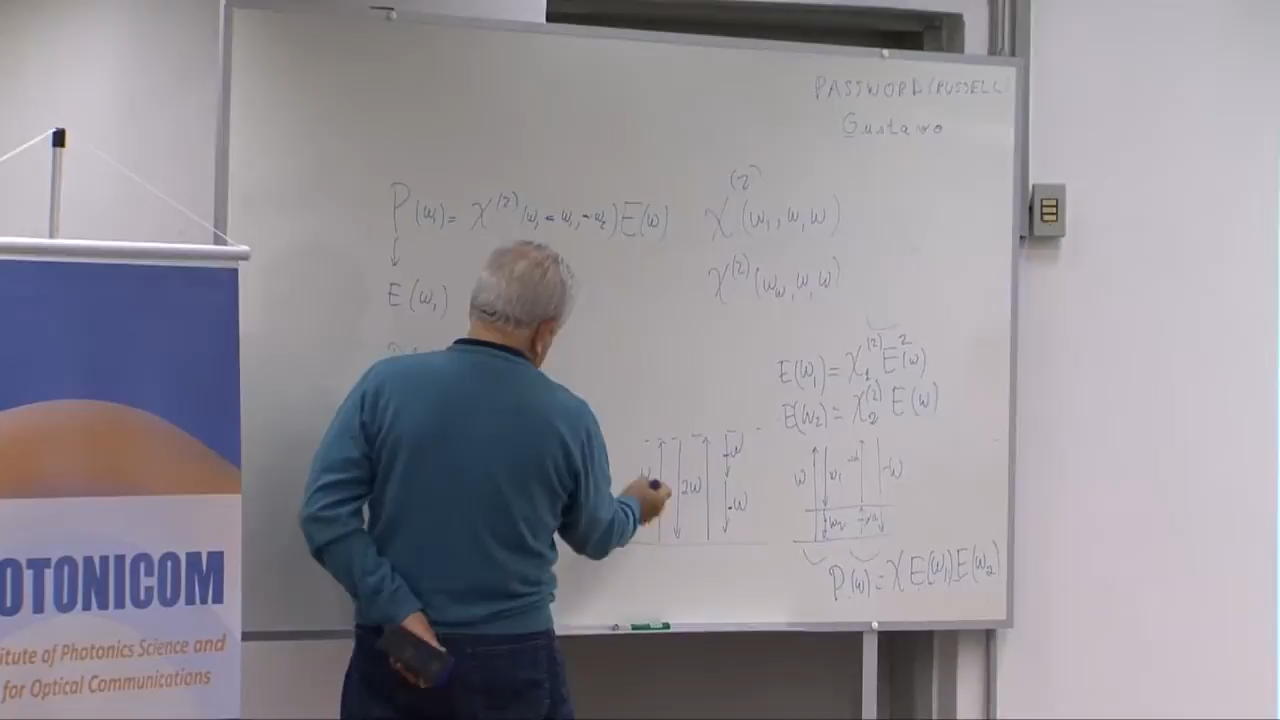 PASSWORD (RUSSELL)
Gustavo
P(ω₁) = χ⁽²⁾(ω₁ = ω₁, -ω₂) E(ω)
χ⁽²⁾(ω₁, ω, ω)
E(ω₁)
χ⁽²⁾(ω, ω)
E(ω₁) = χ₁⁽²⁾ E²(ω)
E(ω₂) = χ₂⁽²⁾ E(ω)
2ω
-ω
-ω
ω
ω₁
-ω
ω₂
P(ω) = χ E(ω₁) E(ω₂)
OTONICOM
itute of Photonics Science and
for Optical Communications